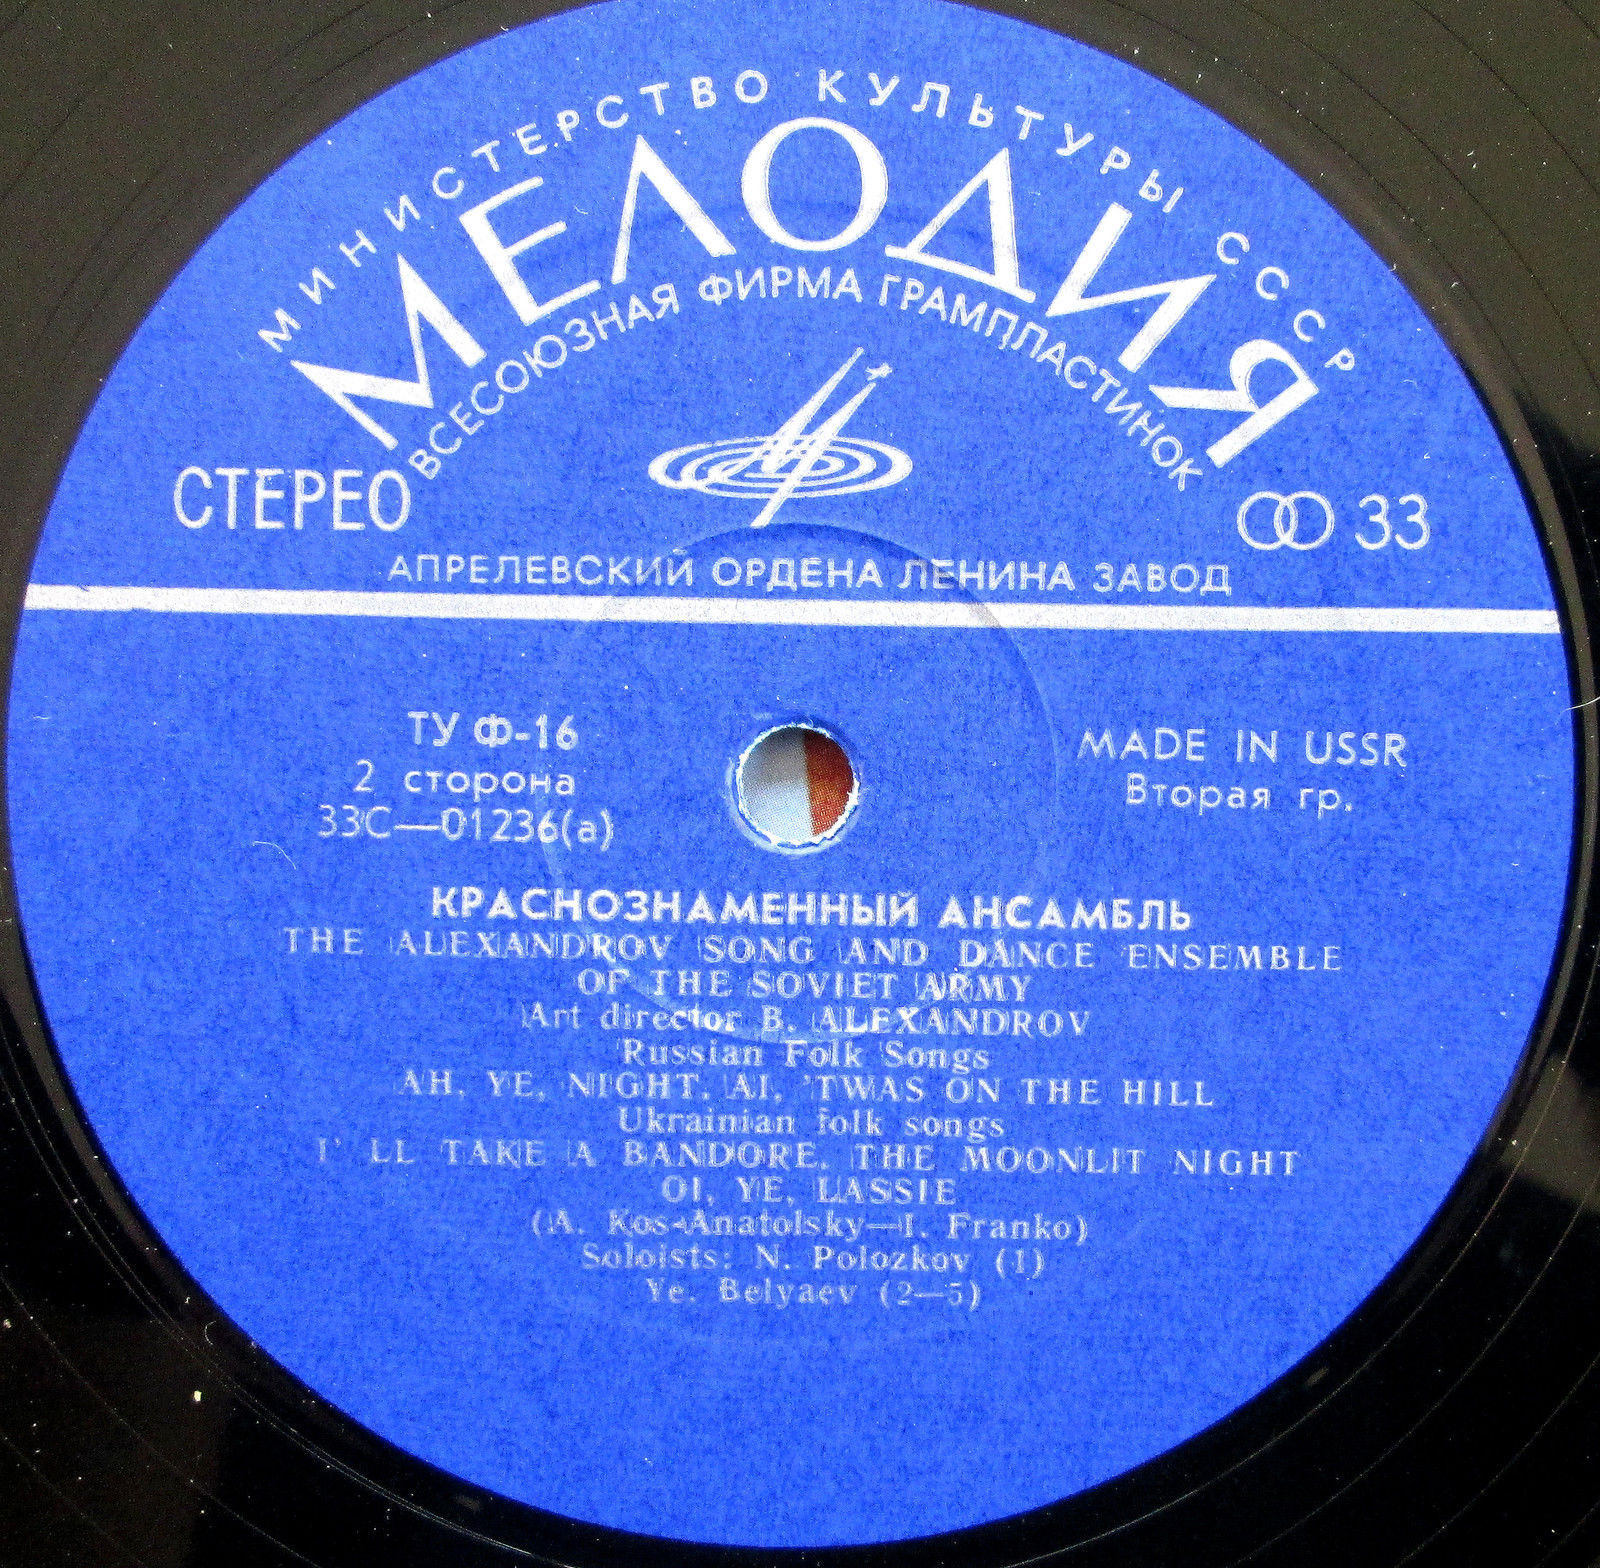 МИНИСТЕРСТВО КУЛЬТУРЫ СССР
МЕЛОДИЯ
ВСЕСОЮЗНАЯ ФИРМА ГРАМПЛАСТИНОК
СТЕРЕО
33
АПРЕЛЕВСКИЙ ОРДЕНА ЛЕНИНА ЗАВОД
ТУ Ф-16
2 сторона
33С—01236(а)
MADE IN USSR
Вторая гр.
КРАСНОЗНАМЕННЫЙ АНСАМБЛЬ
THE ALEXANDROV SONG AND DANCE ENSEMBLE
OF THE SOVIET ARMY
Art director B. ALEXANDROV
Russian Folk Songs
AH, YE, NIGHT, AI, 'TWAS ON THE HILL
Ukrainian folk songs
I' LL TAKE A BANDORE, THE MOONLIT NIGHT
OI, YE, LASSIE
(A. Kos-Anatolsky—I. Franko)
Soloists: N. Polozkov (1)
Ye. Belyaev (2—5)